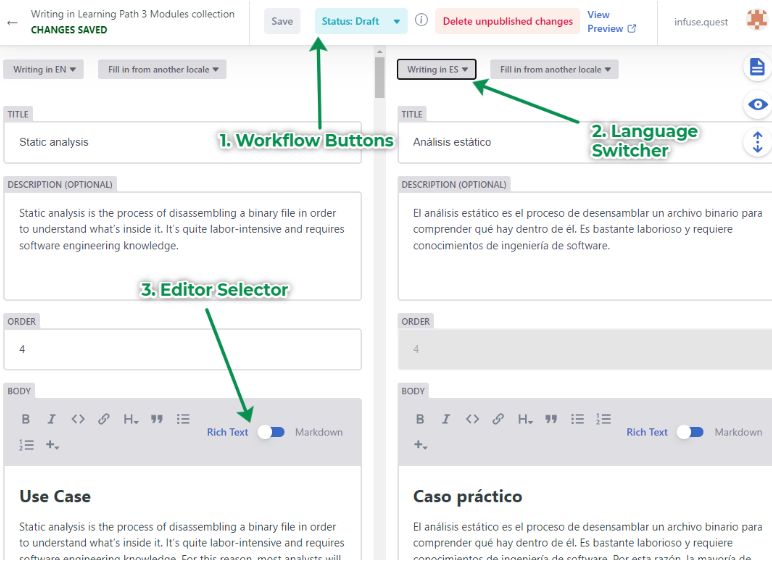 Writing in Learning Path 3 Modules collection
CHANGES SAVED
Save
Status: Draft
Delete unpublished changes
View
Preview
infuse.quest
Writing in EN
Fill in from another locale
Writing in ES
Fill in from another locale
1. Workflow Buttons
2. Language
Switcher
TITLE
Static analysis
TITLE
Análisis estático
DESCRIPTION (OPTIONAL)
Static analysis is the process of disassembling a binary file in order
to understand what's inside it. It's quite labor-intensive and requires
software engineering knowledge.
DESCRIPTION (OPTIONAL)
El análisis estático es el proceso de desensamblar un archivo binario para
comprender qué hay dentro de él. Es bastante laborioso y requiere
conocimientos de ingeniería de software.
3. Editor Selector
ORDER
4
ORDER
4
BODY
B I H
Rich Text
Markdown
BODY
B I H
Rich Text
Markdown
Use Case
Static analysis is the process of disassembling a binary file in order
to understand what's inside it. It's quite labor-intensive and requires
software engineering knowledge. For this reason, most analysts will
Caso práctico
El análisis estático es el proceso de desensamblar un archivo binario para
comprender qué hay dentro de él. Es bastante laborioso y requiere
conocimientos de ingeniería de software. Por esta razón, la mayoría de